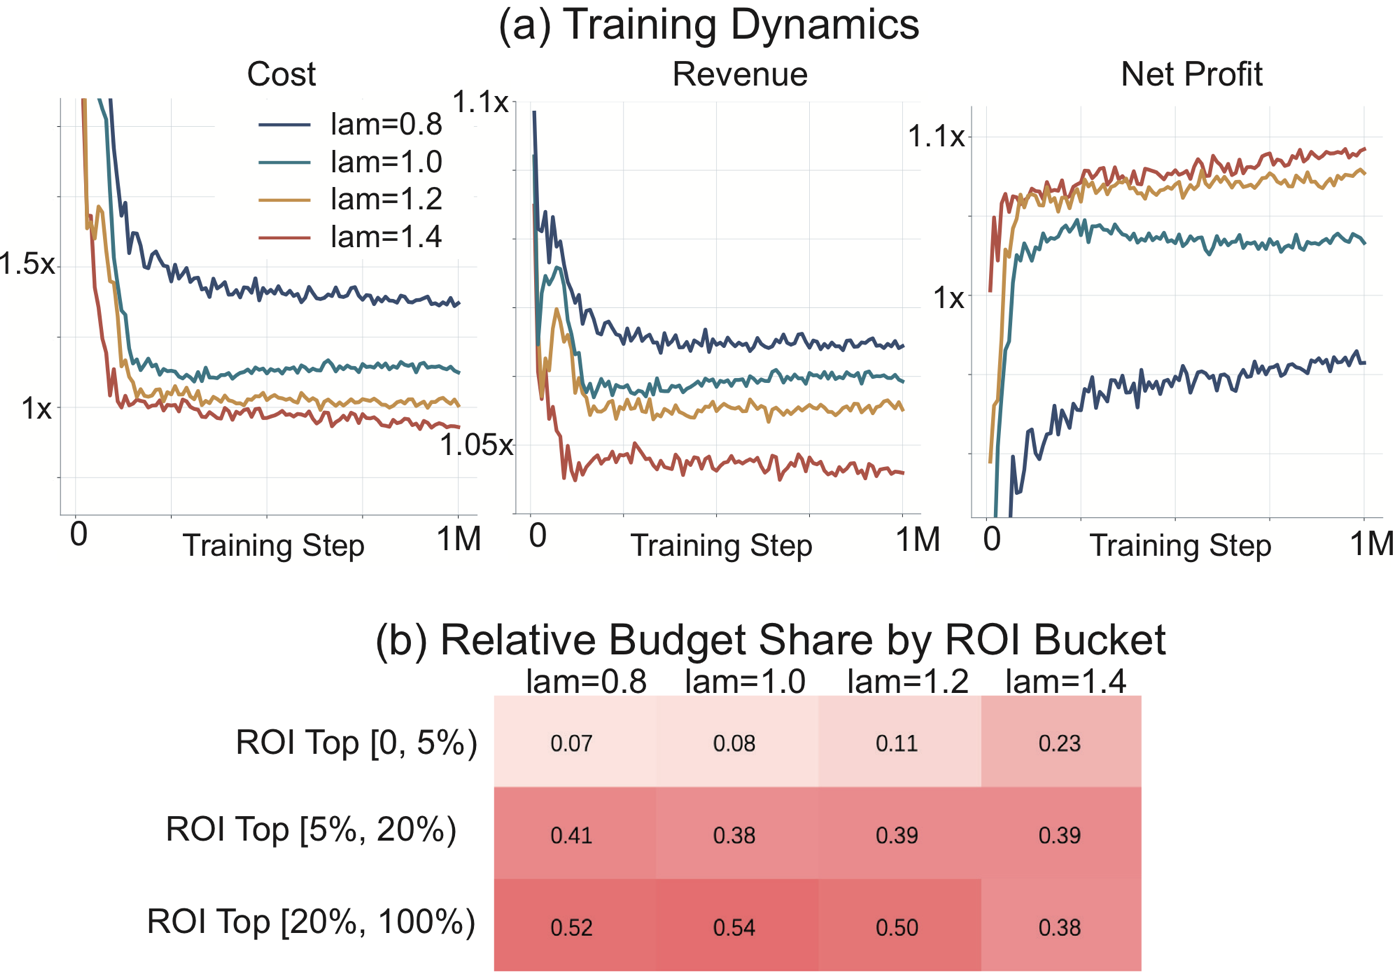 (a) Training Dynamics
Cost
Revenue
Net Profit
lam=0.8
lam=1.0
lam=1.2
lam=1.4
1.5x
1x
0
1M
Training Step
1.1x
1.05x
0
1M
Training Step
1.1x
1x
0
1M
Training Step
(b) Relative Budget Share by ROI Bucket
lam=0.8 lam=1.0 lam=1.2 lam=1.4
ROI Top [0, 5%) 0.07 0.08 0.11 0.23
ROI Top [5%, 20%) 0.41 0.38 0.39 0.39
ROI Top [20%, 100%) 0.52 0.54 0.50 0.38